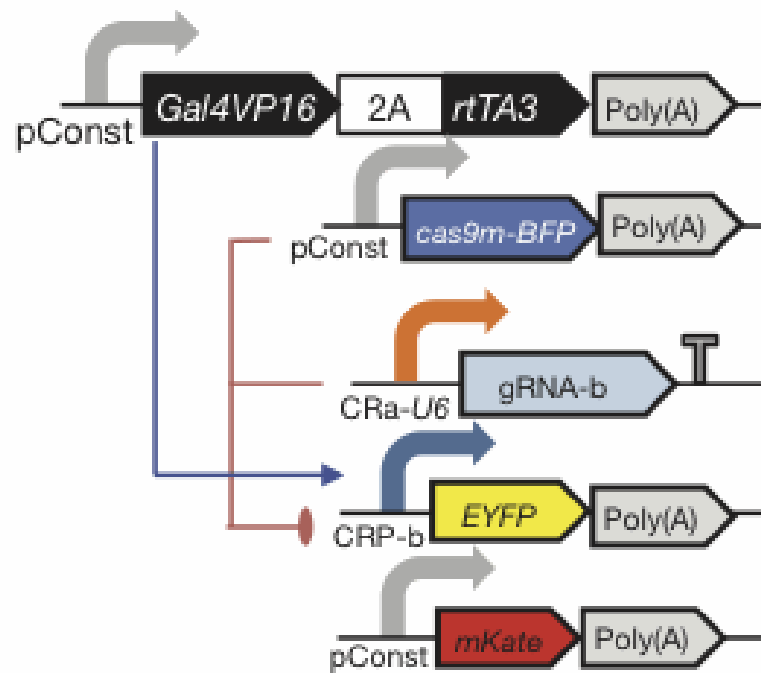 Gal4VP16 2A rtTA3 Poly(A)
pConst
cas9m-BFP Poly(A)
pConst
gRNA-b T
CRa-U6
EYFP Poly(A)
CRP-b
mKate Poly(A)
pConst